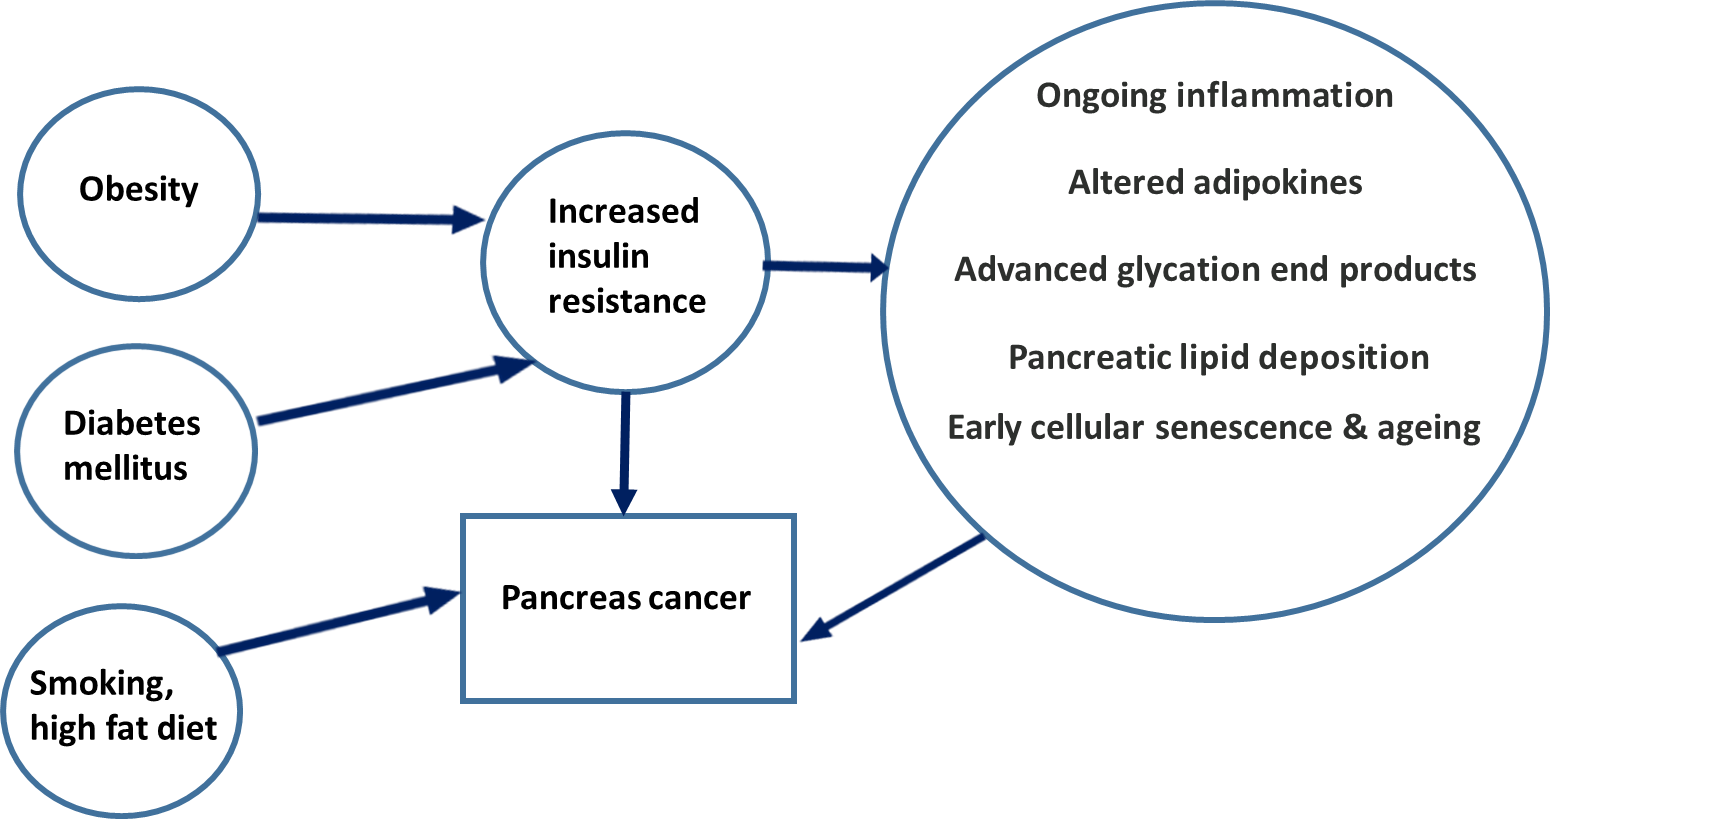 Obesity
Diabetes
mellitus
Smoking,
high fat diet
Increased
insulin
resistance
Pancreas cancer
Ongoing inflammation
Altered adipokines
Advanced glycation end products
Pancreatic lipid deposition
Early cellular senescence & ageing